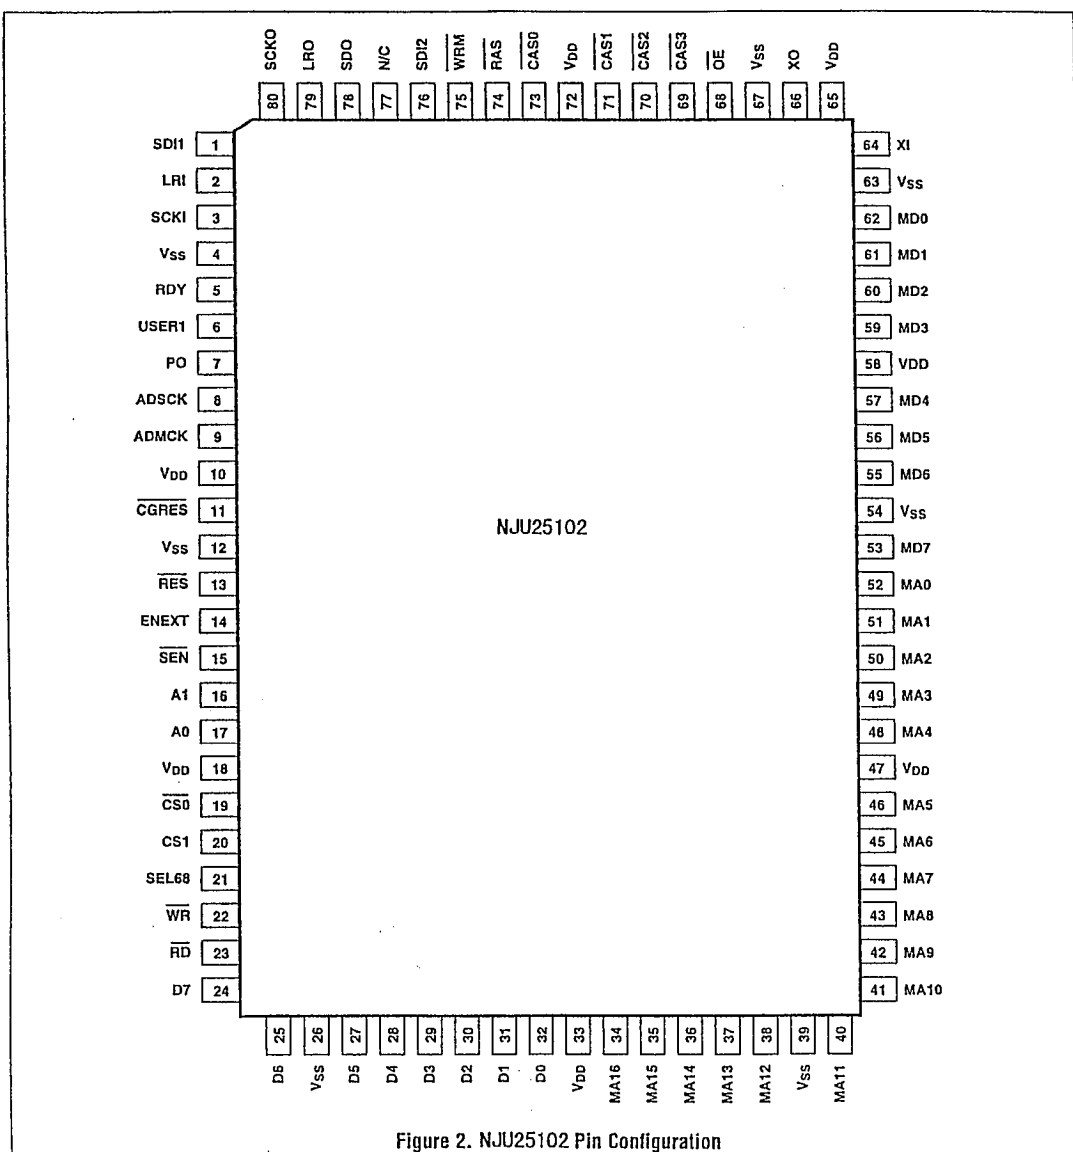 SCKO LRO SDO N/C SDI2 WRM RAS CAS0 VDD CAS1 CAS2 CAS3 OE VSS XO VDD
80 79 78 77 76 75 74 73 72 71 70 69 68 67 66 65
SDI1 1 64 XI
LRI 2 63 VSS
SCKI 3 62 MD0
VSS 4 61 MD1
RDY 5 60 MD2
USER1 6 59 MD3
PO 7 58 VDD
ADSCK 8 57 MD4
ADMCK 9 56 MD5
VDD 10 55 MD6
CGRES 11 54 VSS
NJU25102
VSS 12 53 MD7
RES 13 52 MA0
ENEXT 14 51 MA1
SEN 15 50 MA2
A1 16 49 MA3
A0 17 48 MA4
VDD 18 47 VDD
CS0 19 46 MA5
CS1 20 45 MA6
SEL68 21 44 MA7
WR 22 43 MA8
RD 23 42 MA9
D7 24 41 MA10
25 26 27 28 29 30 31 32 33 34 35 36 37 38 39 40
D6 VSS D5 D4 D3 D2 D1 D0 VDD MA16 MA15 MA14 MA13 MA12 VSS MA11
Figure 2. NJU25102 Pin Configuration